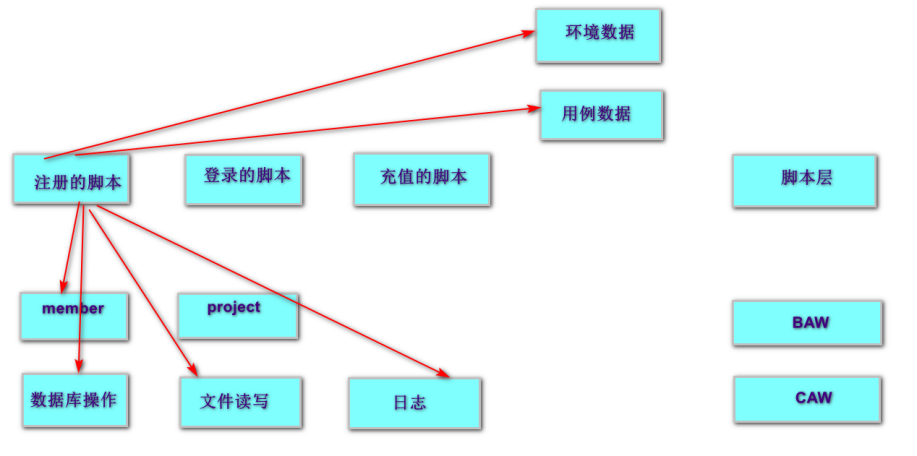 环境数据
用例数据
注册的脚本
登录的脚本
充值的脚本
脚本层
member
project
BAW
数据库操作
文件读写
日志
CAW